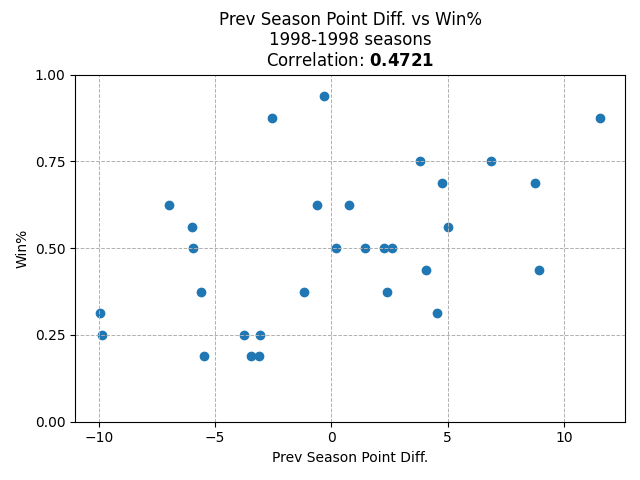 Prev Season Point Diff. vs Win%
1998-1998 seasons
Correlation: 0.4721
1.00
0.75
0.50
0.25
0.00
Win%
−10
−5
0
5
10
Prev Season Point Diff.